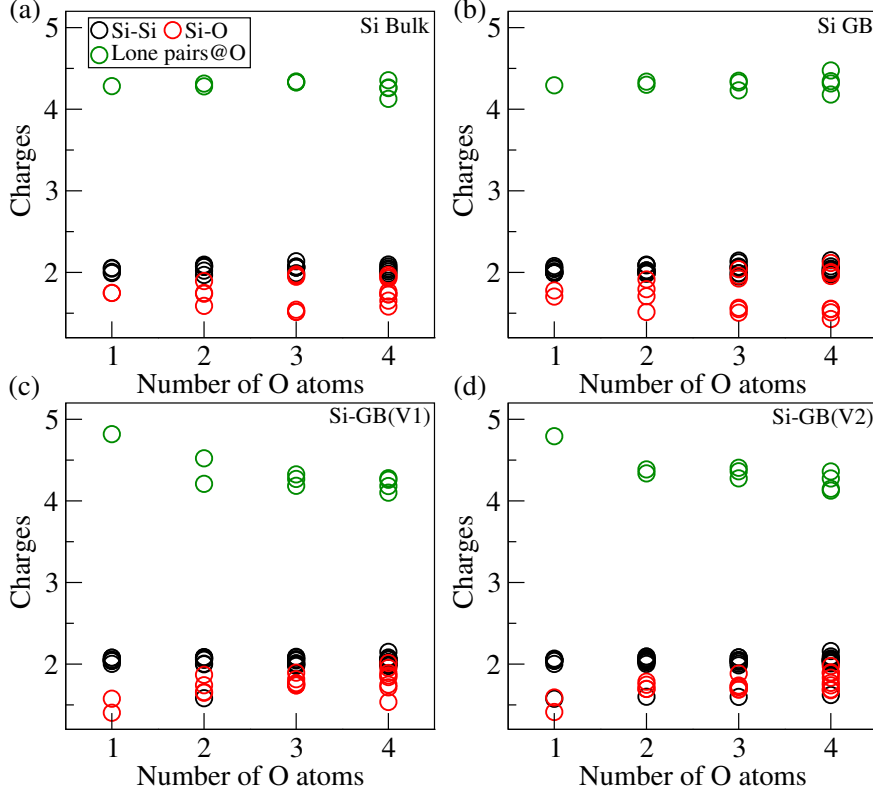 (a)
Si-Si Si-O
Lone pairs@O
Si Bulk
5
4
3
2
Charges
1 2 3 4
Number of O atoms
(b)
Si GB
5
4
3
2
Charges
1 2 3 4
Number of O atoms
(c)
Si-GB(V1)
5
4
3
2
Charges
1 2 3 4
Number of O atoms
(d)
Si-GB(V2)
5
4
3
2
Charges
1 2 3 4
Number of O atoms